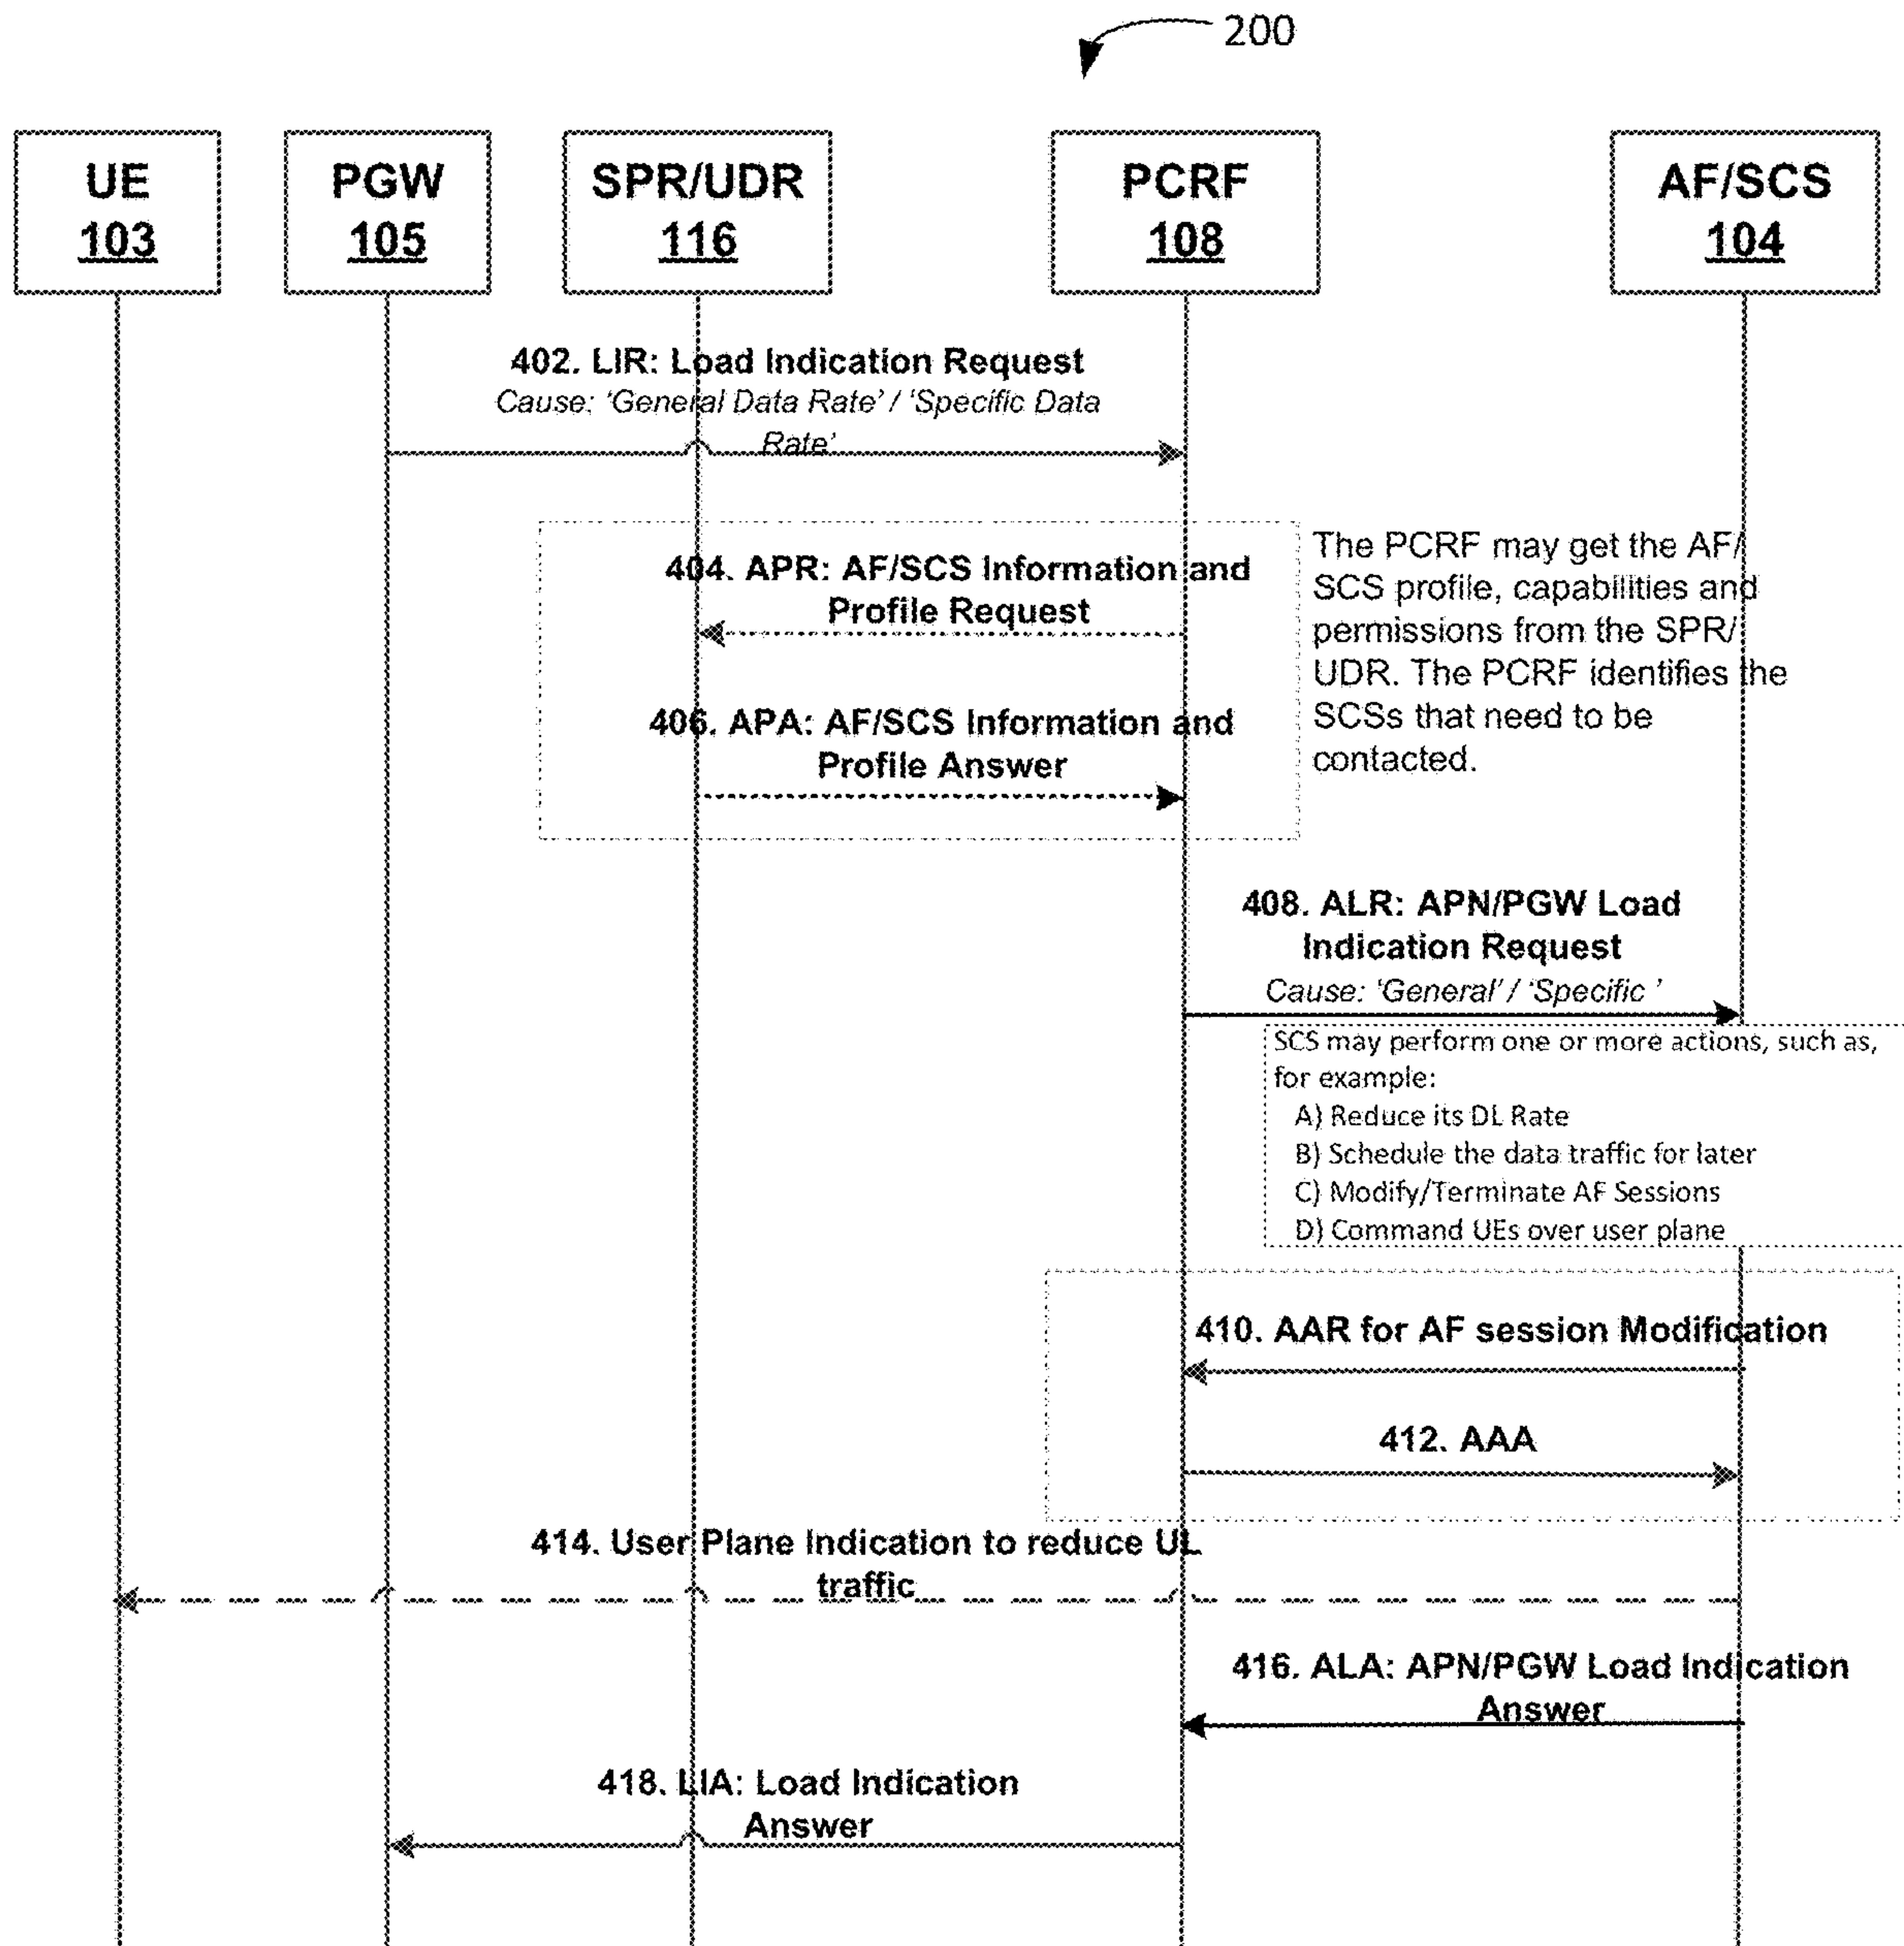 200
UE
103
PGW
105
SPR/UDR
116
PCRF
108
AF/SCS
104
402. LIR: Load Indication Request
Cause: 'General Data Rate' / 'Specific Data
Rate'
404. APR: AF/SCS Information and
Profile Request
The PCRF may get the AF/
SCS profile, capabilities and
permissions from the SPR/
UDR. The PCRF identifies the
SCSs that need to be
contacted.
406. APA: AF/SCS Information and
Profile Answer
408. ALR: APN/PGW Load
Indication Request
Cause: 'General' / 'Specific '
SCS may perform one or more actions, such as,
for example:
A) Reduce its DL Rate
B) Schedule the data traffic for later
C) Modify/Terminate AF Sessions
D) Command UEs over user plane
410. AAR for AF session Modification
412. AAA
414. User Plane Indication to reduce UL
traffic
416. ALA: APN/PGW Load Indication
Answer
418. LIA: Load Indication
Answer